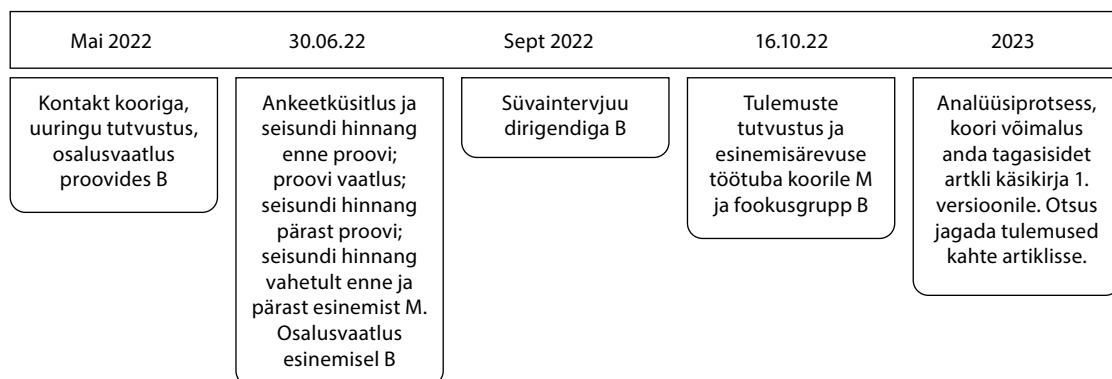 Mai 2022
30.06.22
Sept 2022
16.10.22
2023
Kontakt kooriga,
uuringu tutvustus,
osalusvaatlus
proovides B
Ankeetküsitlus ja
seisundi hinnang
enne proovi;
proovi vaatlus;
seisundi hinnang
pärast proovi;
seisundi hinnang
vahetult enne ja
pärast esinemist M.
Osalusvaatlus
esinemisel B
Süvaintervjuu
dirigendiga B
Tulemuste
tutvustus ja
esinemisärevuse
töötuba koorile M
ja fookusgrupp B
Analüüsiprotsess,
koori võimalus
anda tagasisidet
artkli käsikirja 1.
versioonile. Otsus
jagada tulemused
kahte artiklisse.